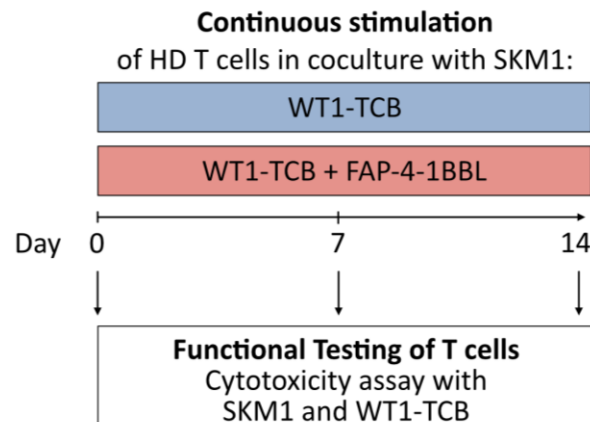 Continuous stimulation
of HD T cells in coculture with SKM1:
WT1-TCB
WT1-TCB + FAP-4-1BBL
Day 0 7 14
Functional Testing of T cells
Cytotoxicity assay with
SKM1 and WT1-TCB